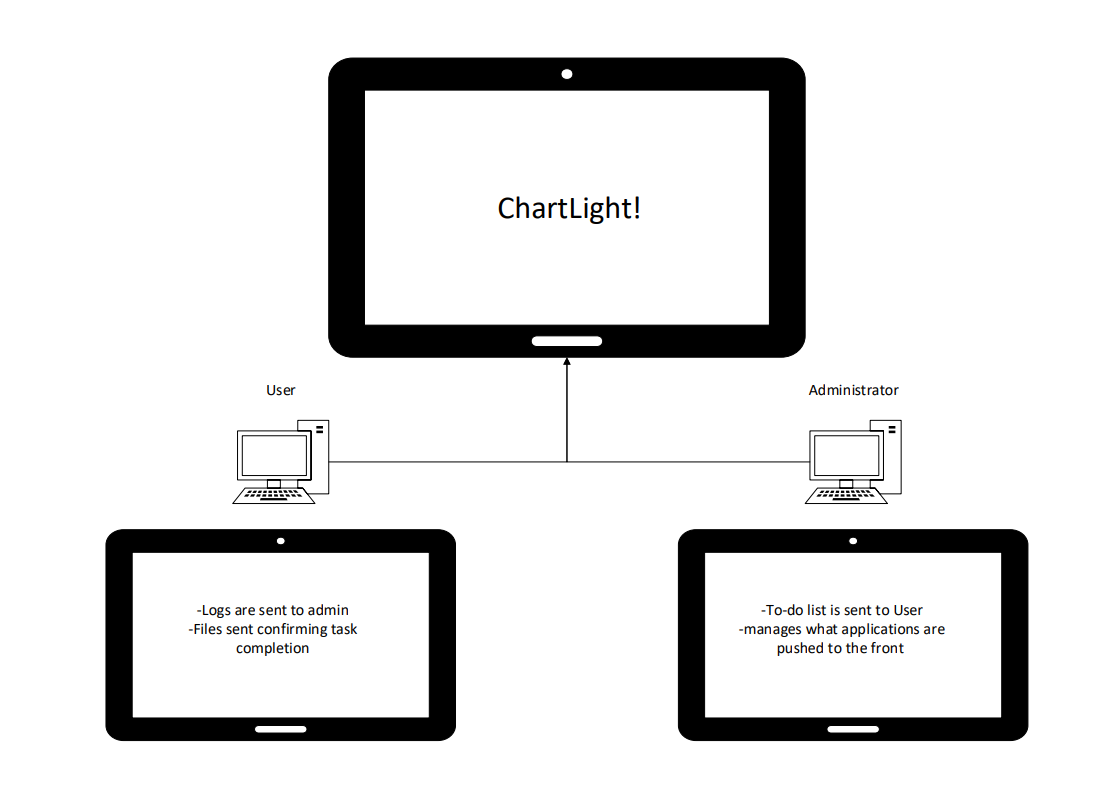 ChartLight!
User
Administrator
-Logs are sent to admin
-Files sent confirming task
completion
-To-do list is sent to User
-manages what applications are
pushed to the front